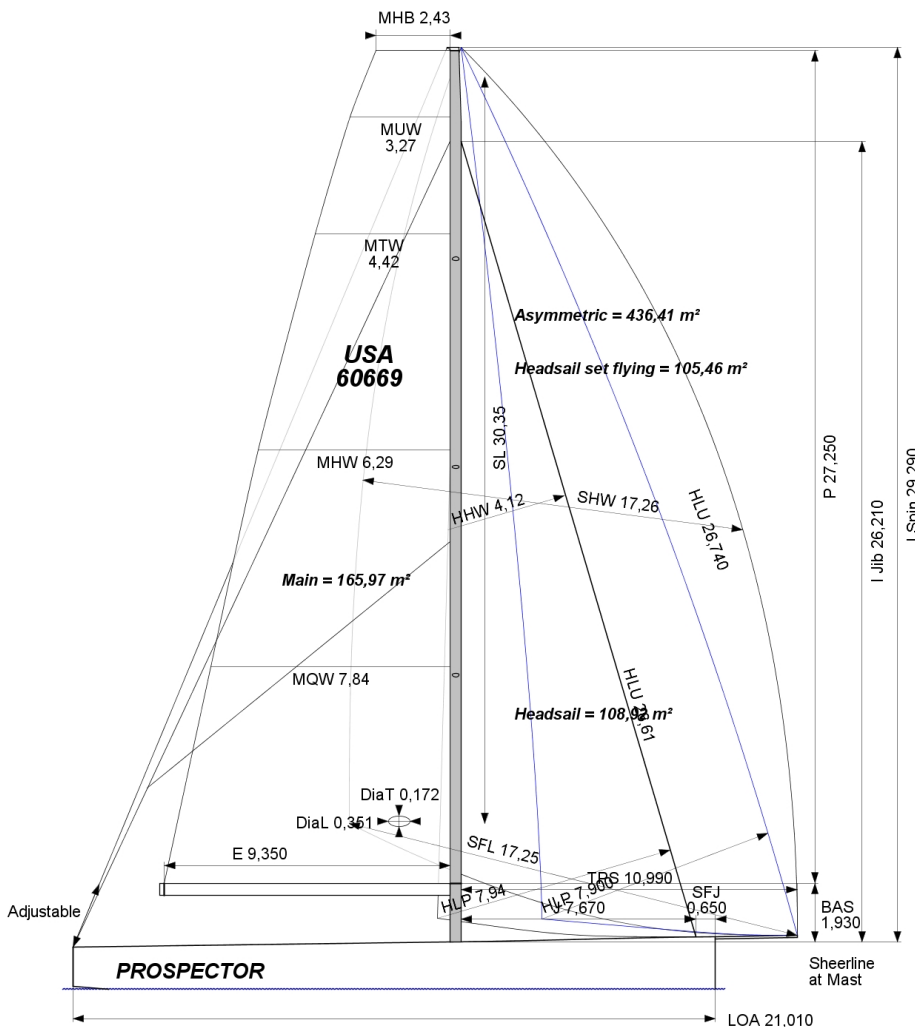 MHB 2,43
MUW
3,27
MTW
4,42
Asymmetric = 436,41 m²
USA
60669
Headsail set flying = 105,46 m²
SL 30,35
P 27,250
I Jib 26,210
I Spin 29,290
MHW 6,29
HHW 4,12
SHW 17,26
HLU 26,740
Main = 165,97 m²
MQW 7,84
HLU
Headsail =
DiaT 0,172
DiaL 0,351
E 9,350
SFL 17,25
TPS 10,990
HLP 7,94
HLP 7,900
J 7,670
SFJ
0,650
BAS
1,930
Adjustable
PROSPECTOR
Sheerline
at Mast
LOA 21,010